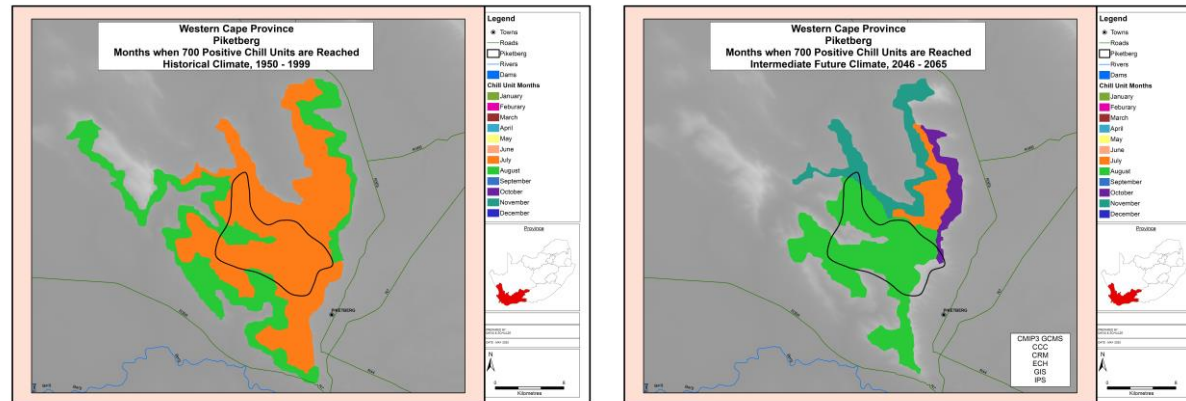 Western Cape Province
Piketberg
Months when 700 Positive Chill Units are Reached
Historical Climate, 1950 - 1999
PIKETBERG
Legend
Towns
Roads
Piketberg
Rivers
Dams
Chill Unit Months
January
Feburary
March
April
May
June
July
August
September
October
November
December
Province
N
Kilometres
Western Cape Province
Piketberg
Months when 700 Positive Chill Units are Reached
Intermediate Future Climate, 2046 - 2065
PIKETBERG
CMIP3 GCMS
CCC
CRM
ECH
GIS
IPS
Legend
Towns
Roads
Piketberg
Rivers
Dams
Chill Unit Months
January
Feburary
March
April
May
June
July
August
September
October
November
December
Province
N
Kilometres